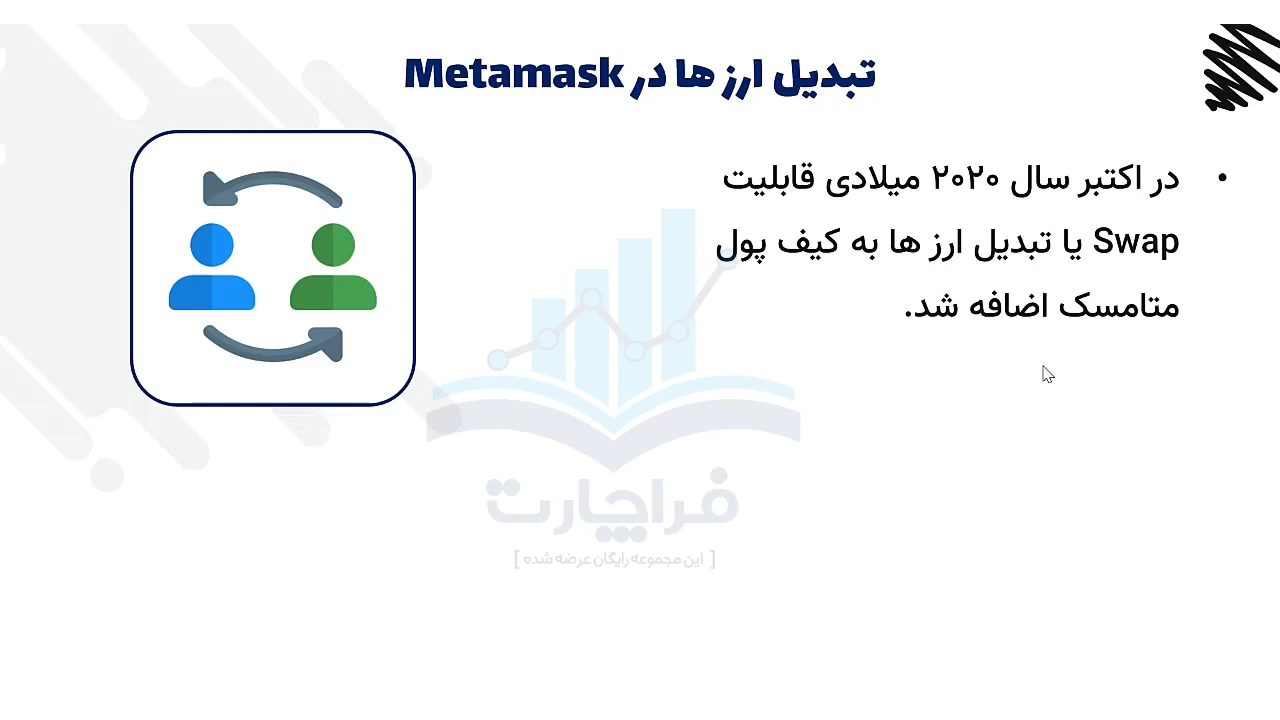 تبدیل ارز ها در Metamask
• در اکتبر سال ۲۰۲۰ میلادی قابلیت
Swap یا تبدیل ارز ها به کیف پول
متامسک اضافه شد.
فراچارت
[ این مجموعه رایگان عرضه شده ]